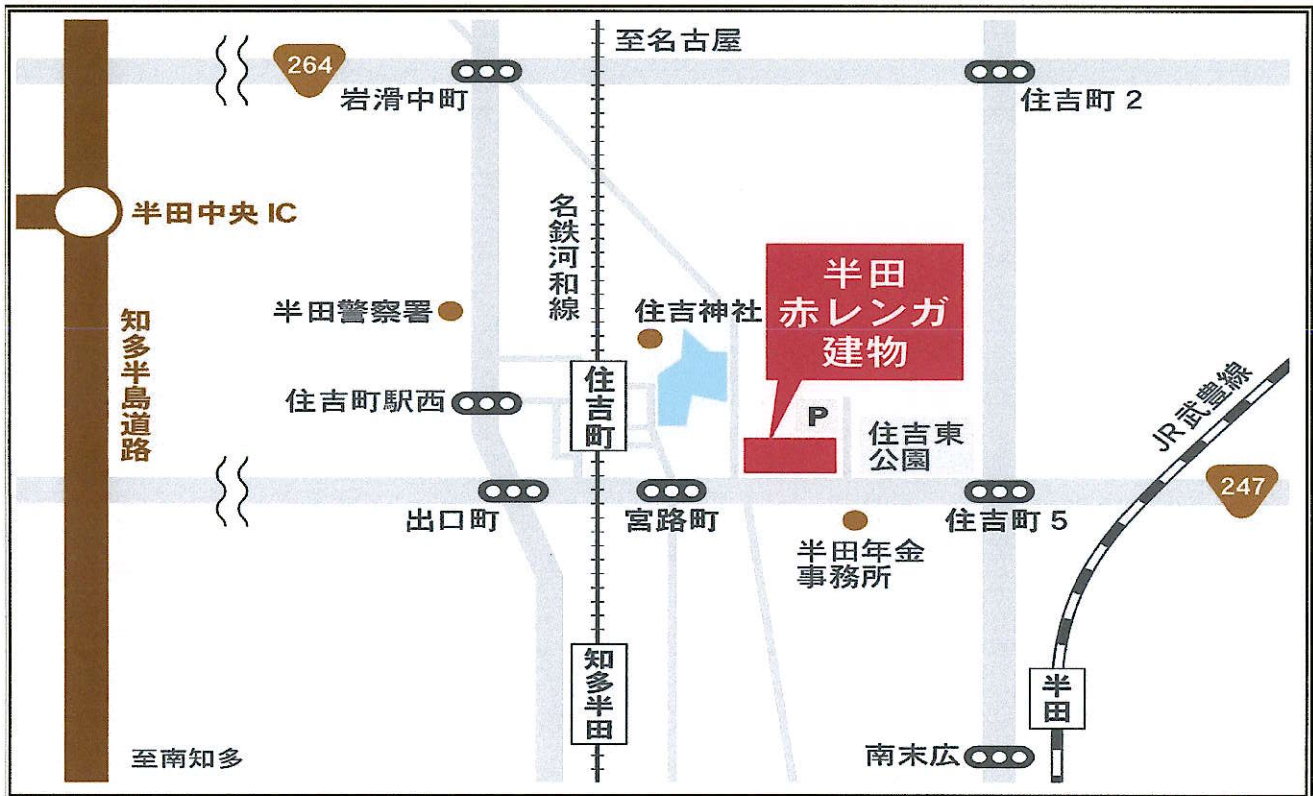 至名古屋
264
岩滑中町
住吉町 2
半田中央 IC
名鉄河和線
半田
赤レンガ
建物
半田警察署
住吉神社
知多半島道路
住吉町駅西
住吉町
P
住吉東
公園
JR武豊線
247
出口町
宮路町
住吉町 5
半田年金
事務所
知多半田
半田
至南知多
南末広